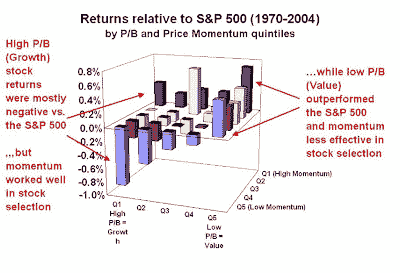 Returns relative to S&P 500 (1970-2004)
by P/B and Price Momentum quintiles
High P/B
(Growth)
stock
returns
were mostly
negative vs.
the S&P 500
...but
momentum
worked well
in stock
selection
...while low P/B
(Value)
outperformed
the S&P 500
and momentum
less effective in
stock selection
0.8%
0.6%
0.4%
0.2%
0.0%
-0.2%
-0.4%
-0.6%
-0.8%
-1.0%
Q1 (High Momentum)
Q2
Q3
Q4
Q5 (Low Momentum)
Q1
High
P/B =
Growt
h
Q2
Q3
Q4
Q5
Low
P/B =
Value